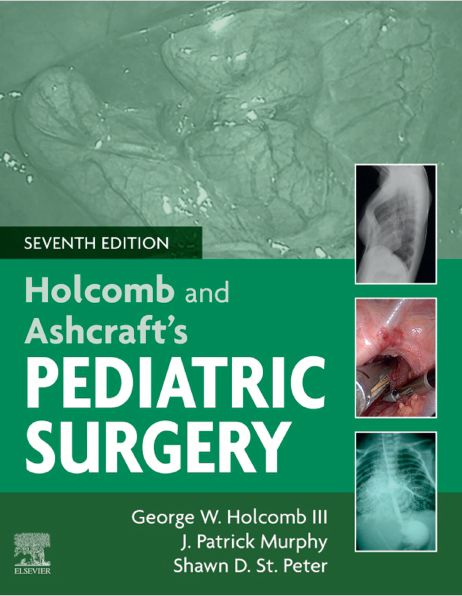 SEVENTH EDITION
Holcomb and
Ashcraft's
PEDIATRIC
SURGERY
George W. Holcomb III
J. Patrick Murphy
Shawn D. St. Peter
ELSEVIER